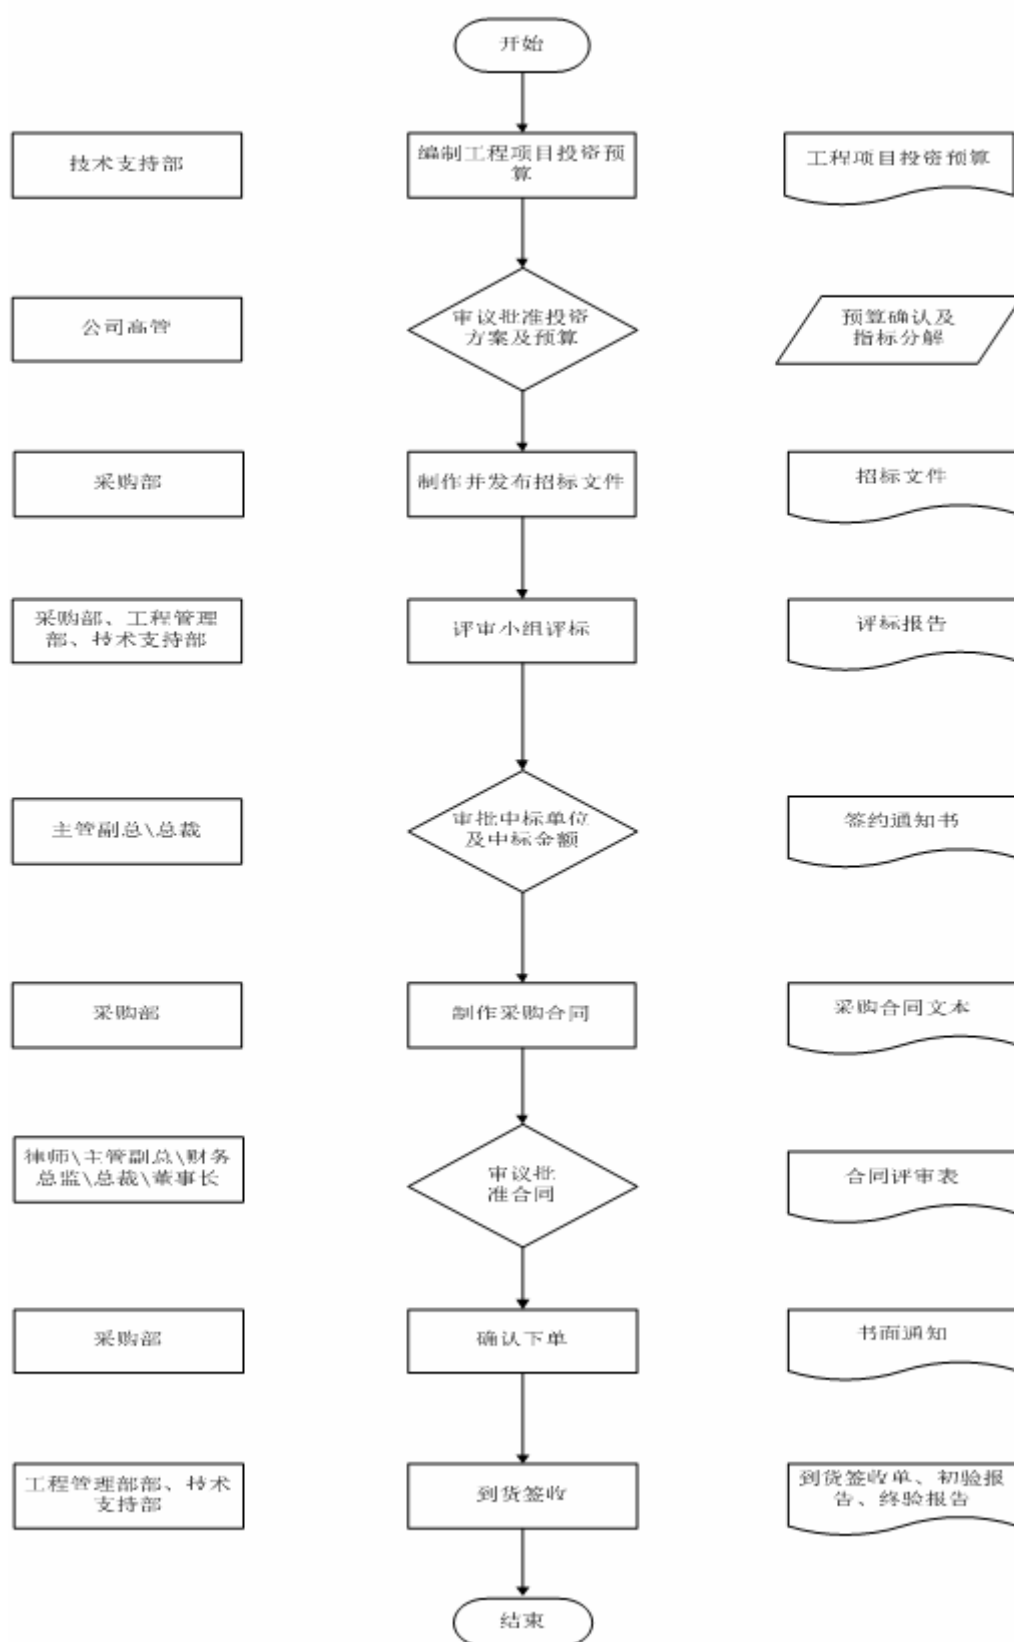 开始
技术支持部
编制工程项目投资预
算
工程项目投资预算
公司高管
审议批准投资
方案及预算
预算确认及
指标分解
采购部
制作并发布招标文件
招标文件
采购部、工程管理
部、技术支持部
评审小组评标
评标报告
主管副总\总裁
审批中标单位
及中标金额
签约通知书
采购部
制作采购合同
采购合同文本
律师\主管副总\财务
总监\总裁\董事长
审议批
准合同
合同评审表
采购部
确认下单
书面通知
工程管理部部、技术
支持部
到货签收
到货签收单、初验报
告、终验报告
结束